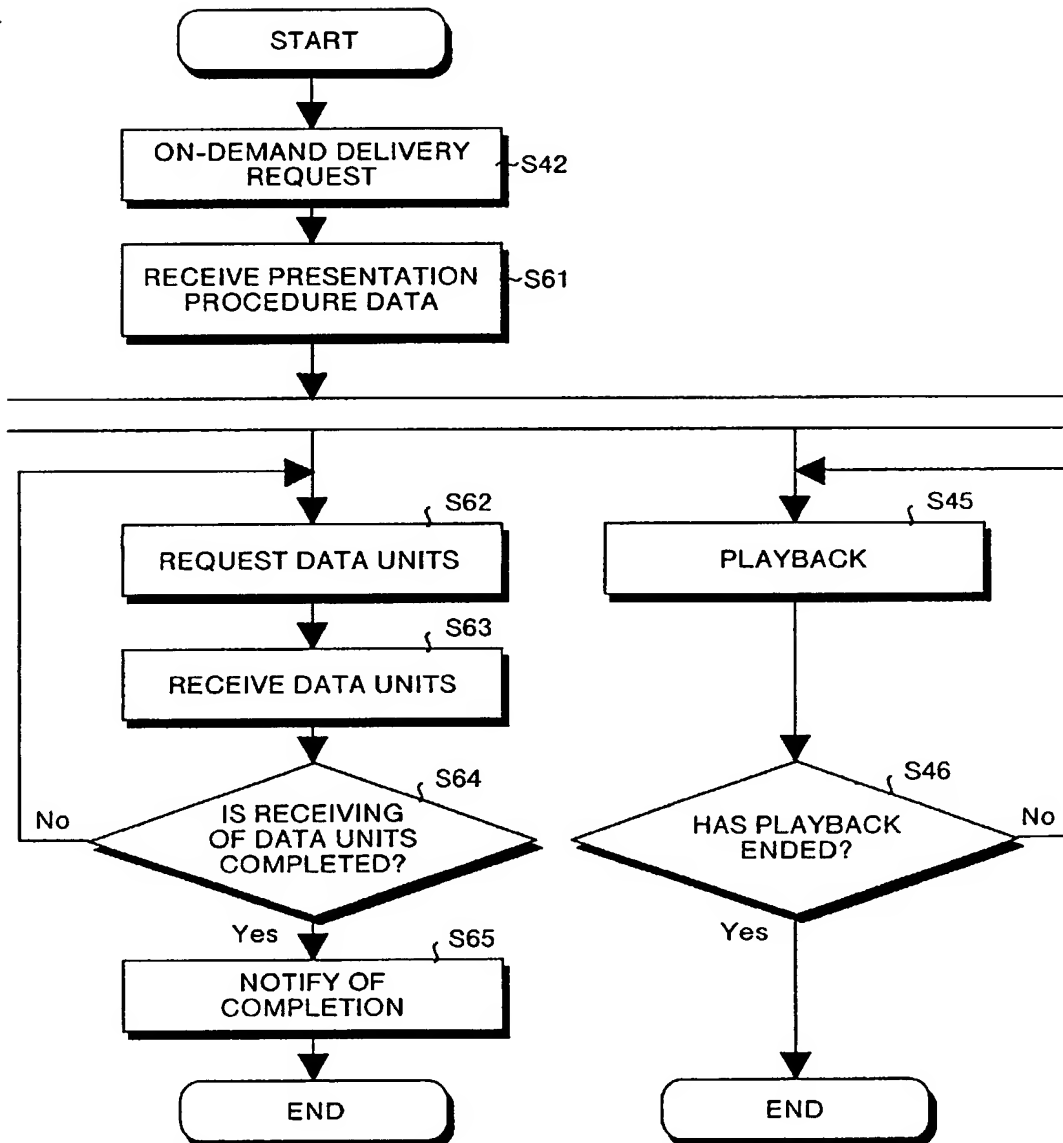 START
ON-DEMAND DELIVERY
REQUEST
S42
RECEIVE PRESENTATION
PROCEDURE DATA
S61
S62
REQUEST DATA UNITS
S63
RECEIVE DATA UNITS
S64
IS RECEIVING
OF DATA UNITS
COMPLETED?
No
Yes
S65
NOTIFY OF
COMPLETION
END
S45
PLAYBACK
S46
HAS PLAYBACK
ENDED?
No
Yes
END